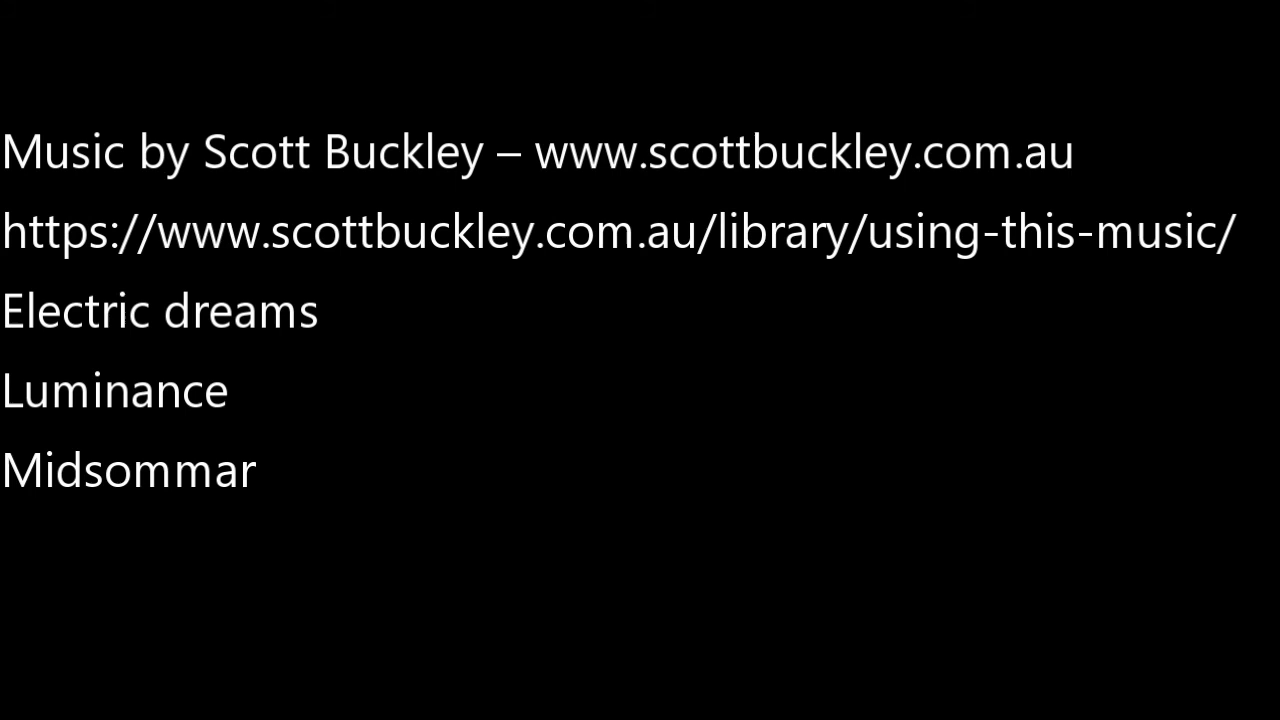 Music by Scott Buckley – www.scottbuckley.com.au
https://www.scottbuckley.com.au/library/using-this-music/
Electric dreams
Luminance
Midsommar